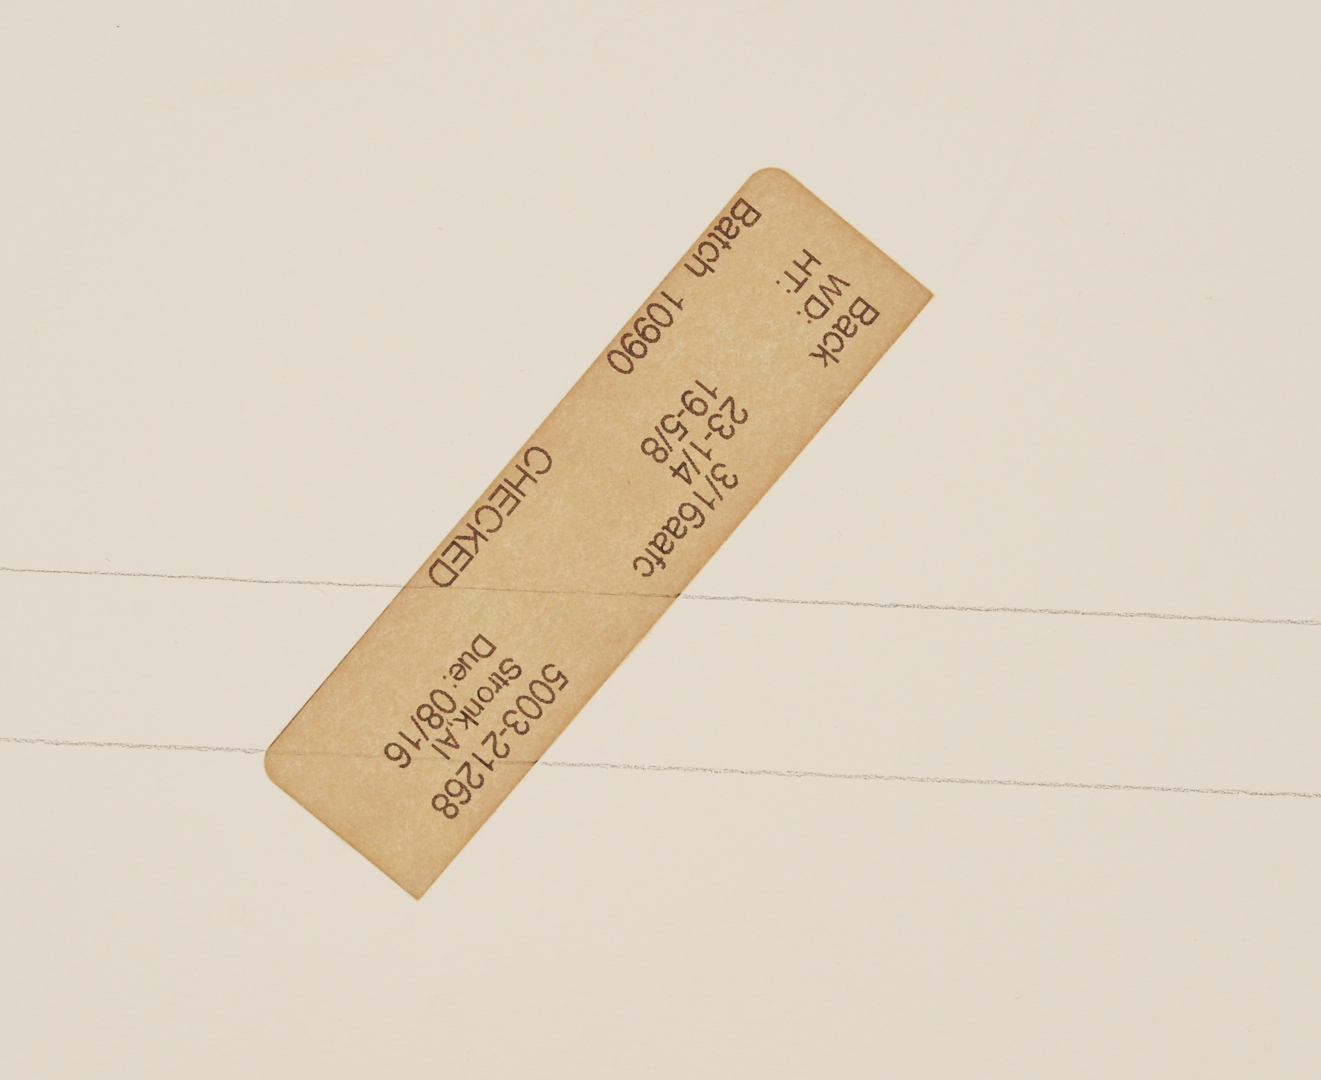 Back 3/16aafc 5003-21268
WD: 23-1/4 Stronk,Al
HT: 19-5/8 Due: 08/16
Batch 10990 CHECKED